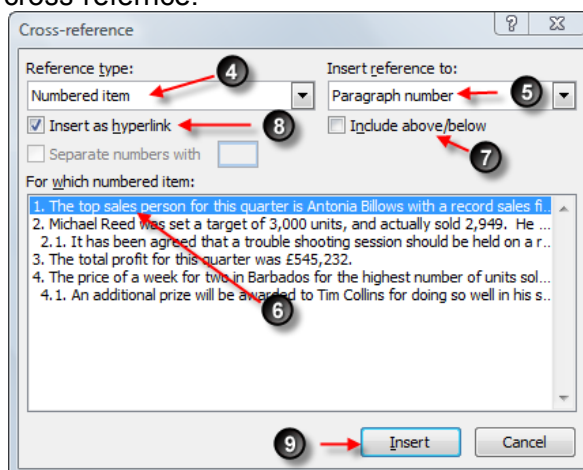 cross-refernce.
Cross-reference
Reference type: Insert reference to:
4
Numbered item Paragraph number 5
Insert as hyperlink 8 Include above/below
7
Separate numbers with
For which numbered item:
1. The top sales person for this quarter is Antonia Billows with a record sales fi..
2. Michael Reed was set a target of 3,000 units, and actually sold 2,949. He ...
2.1. It has been agreed that a trouble shooting session should be held on a r..
3. The total profit for this quarter was £545,232.
4. The price of a week for two in Barbados for the highest number of units sol...
4.1. An additional prize will be awarded to Tim Collins for doing so well in his s..
6
9 Insert Cancel